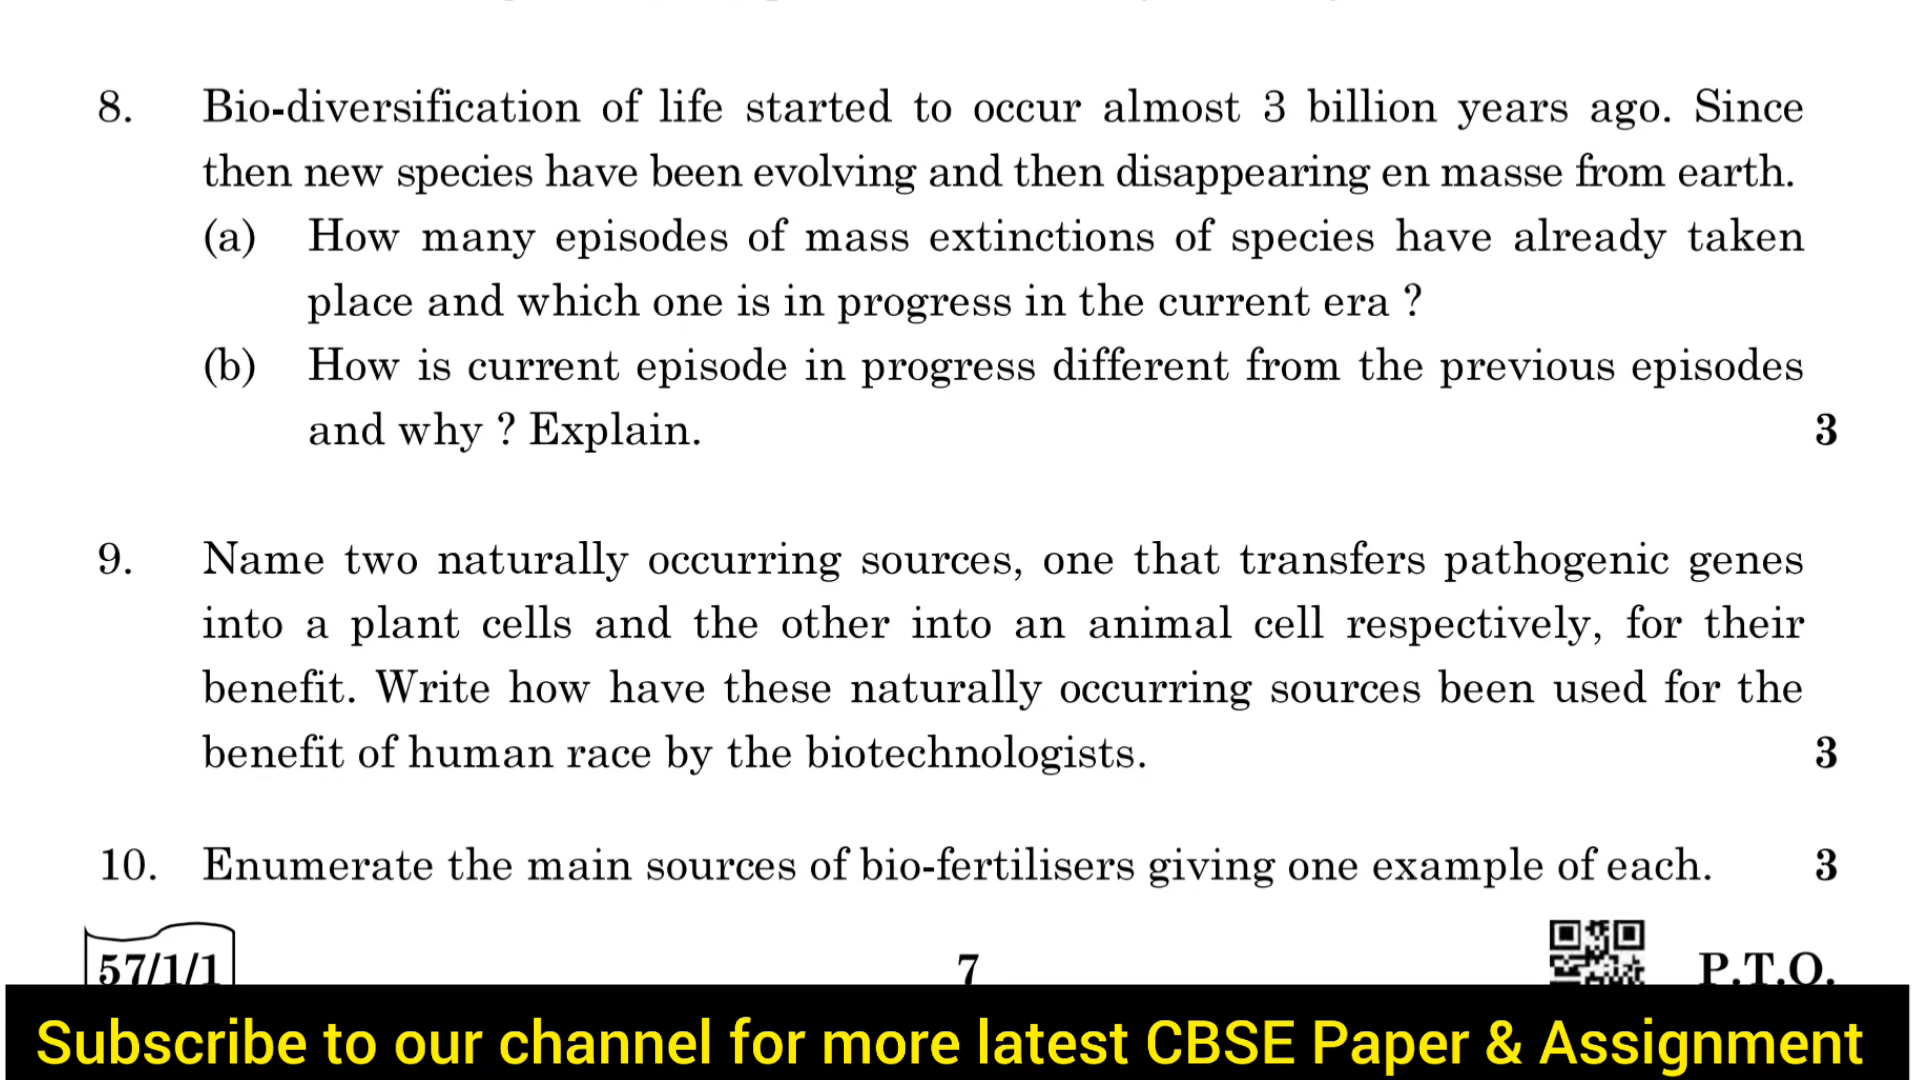 8. Bio-diversification of life started to occur almost 3 billion years ago. Since
then new species have been evolving and then disappearing en masse from earth.
(a) How many episodes of mass extinctions of species have already taken
place and which one is in progress in the current era ?
(b) How is current episode in progress different from the previous episodes
and why ? Explain. 3
9. Name two naturally occurring sources, one that transfers pathogenic genes
into a plant cells and the other into an animal cell respectively, for their
benefit. Write how have these naturally occurring sources been used for the
benefit of human race by the biotechnologists. 3
10. Enumerate the main sources of bio-fertilisers giving one example of each. 3
57/1/1 7 P.T.O.
Subscribe to our channel for more latest CBSE Paper & Assignment